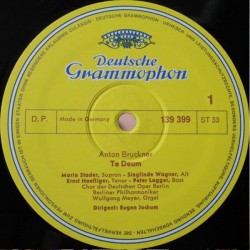 Deutsche
Grammophon
D. P.
Made in Germany
139 399
ST 33
1
Anton Bruckner
Te Deum
Maria Stader, Sopran - Sieglinde Wagner, Alt
Ernst Haefliger, Tenor - Peter Lagger, Bass
Chor der Deutschen Oper Berlin
Berliner Philharmoniker
Wolfgang Meyer, Orgel
Dirigent: Eugen Jochum